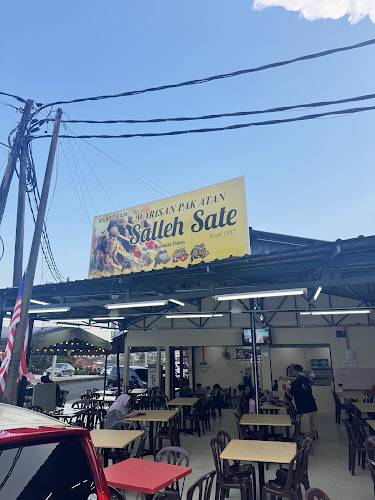 RESTORAN WARISAN PAK ATAN
Salleh Sate
Sejak 1957